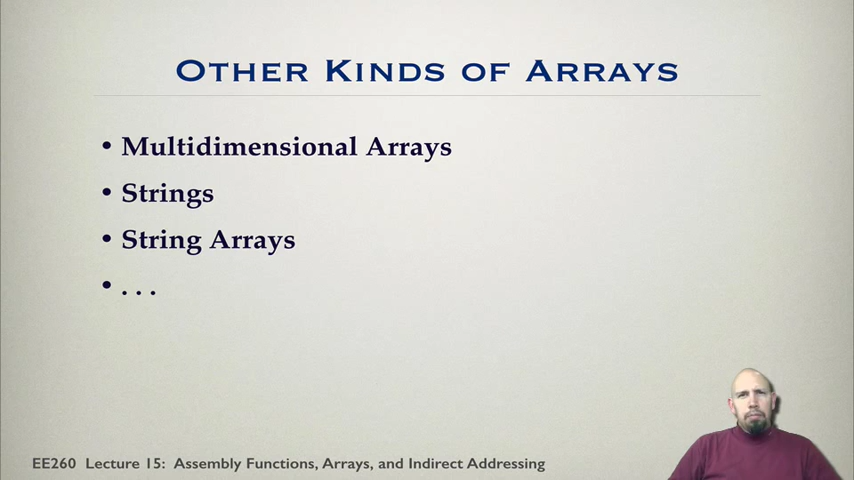 Other Kinds of Arrays
• Multidimensional Arrays
• Strings
• String Arrays
• . . .
EE260 Lecture 15: Assembly Functions, Arrays, and Indirect Addressing